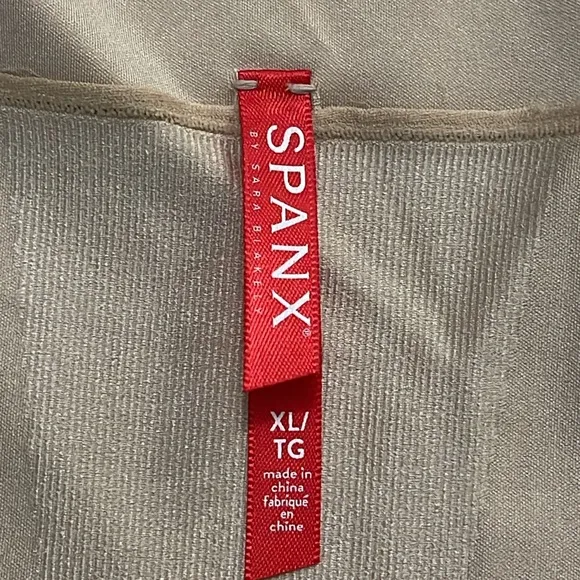 SPANX®
BY SARA BLAKELY
XL/
TG
made in
china
fabriqué
en
chine